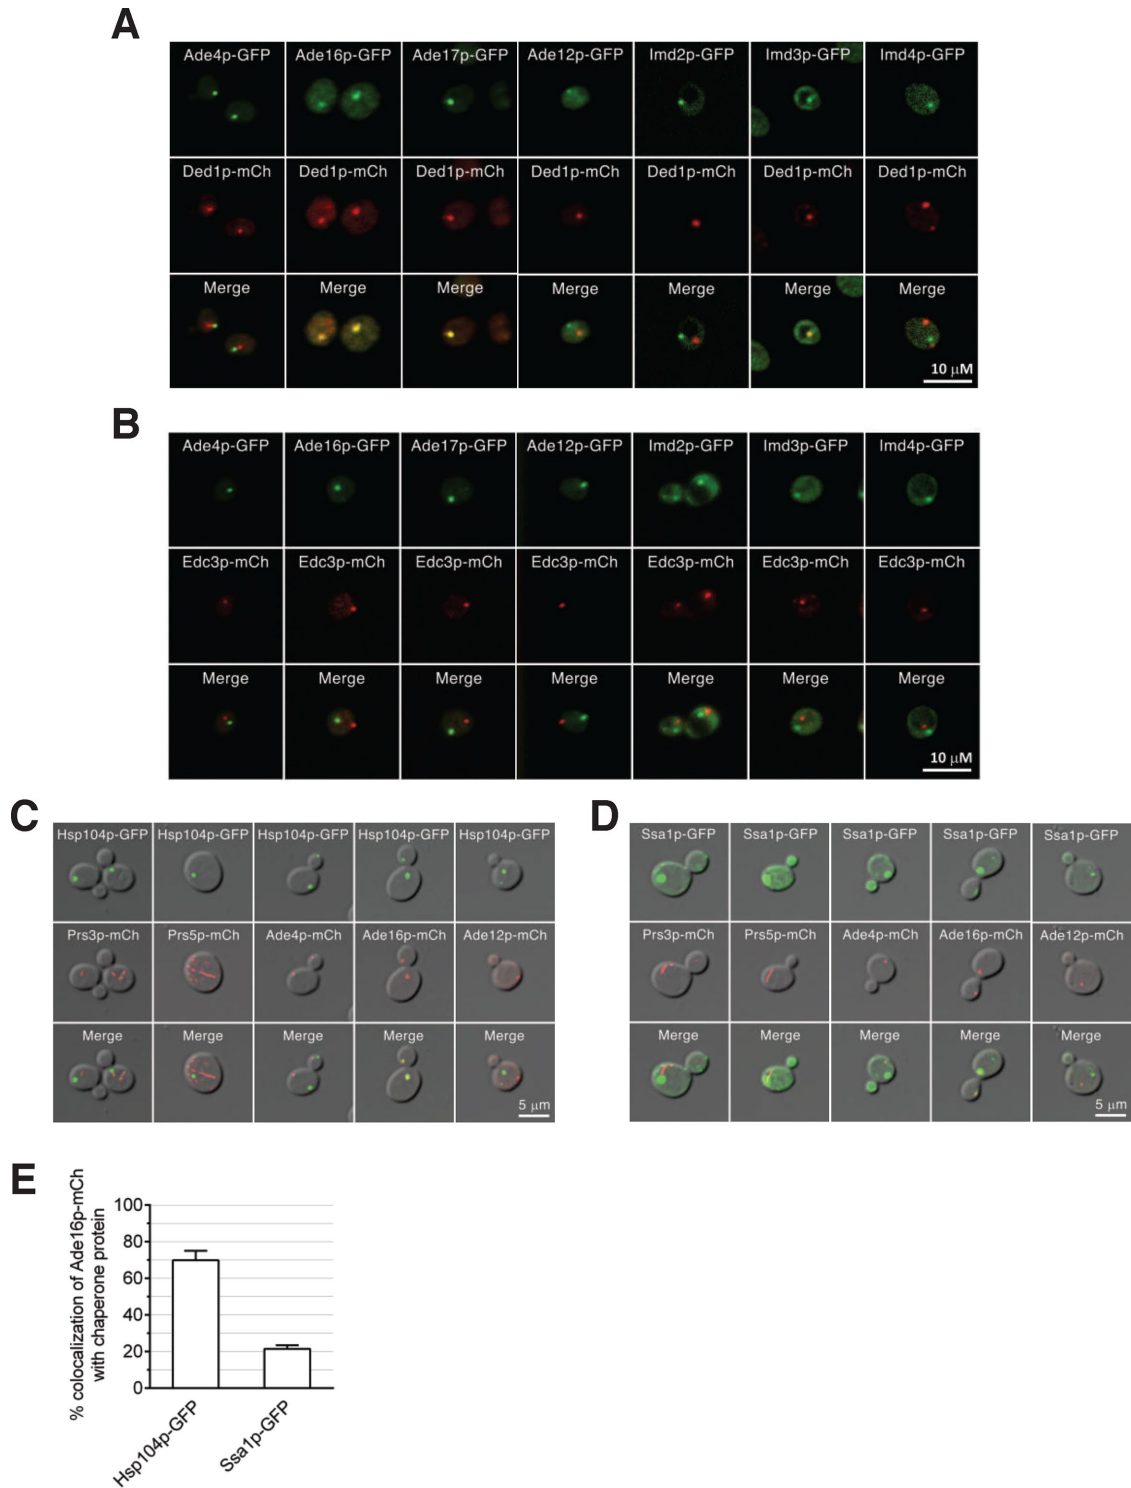 A
Ade4p-GFP Ade16p-GFP Ade17p-GFP Ade12p-GFP Imd2p-GFP Imd3p-GFP Imd4p-GFP
Ded1p-mCh Ded1p-mCh Ded1p-mCh Ded1p-mCh Ded1p-mCh Ded1p-mCh Ded1p-mCh
Merge Merge Merge Merge Merge Merge Merge
10 µM
B
Ade4p-GFP Ade16p-GFP Ade17p-GFP Ade12p-GFP Imd2p-GFP Imd3p-GFP Imd4p-GFP
Edc3p-mCh Edc3p-mCh Edc3p-mCh Edc3p-mCh Edc3p-mCh Edc3p-mCh Edc3p-mCh
Merge Merge Merge Merge Merge Merge Merge
10 µM
C
Hsp104p-GFP Hsp104p-GFP Hsp104p-GFP Hsp104p-GFP Hsp104p-GFP
Prs3p-mCh Prs5p-mCh Ade4p-mCh Ade16p-mCh Ade12p-mCh
Merge Merge Merge Merge Merge
5 µm
D
Ssa1p-GFP Ssa1p-GFP Ssa1p-GFP Ssa1p-GFP Ssa1p-GFP
Prs3p-mCh Prs5p-mCh Ade4p-mCh Ade16p-mCh Ade12p-mCh
Merge Merge Merge Merge Merge
5 µm
E
% colocalization of Ade16p-mCh
with chaperone protein
100
80
60
40
20
0
Hsp104p-GFP
Ssa1p-GFP